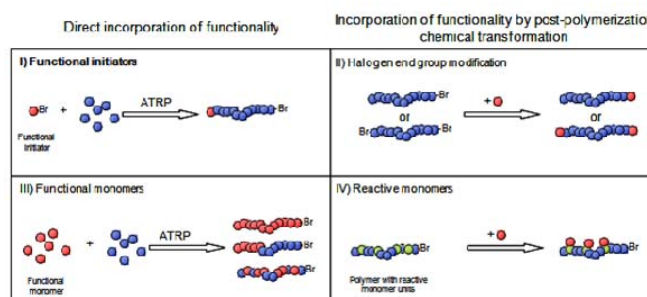 Direct incorporation of functionality
Incorporation of functionality by post-polymerizatio
chemical transformation
I) Functional initiators
Br
+
ATRP
Br
Functional
initiator
II) Halogen end group modification
Br
or
Br
Br
+
or
III) Functional monomers
+
ATRP
Br
Br
Br
Functional
monomer
IV) Reactive monomers
Br
+
Br
Polymer with reactive
monomer units